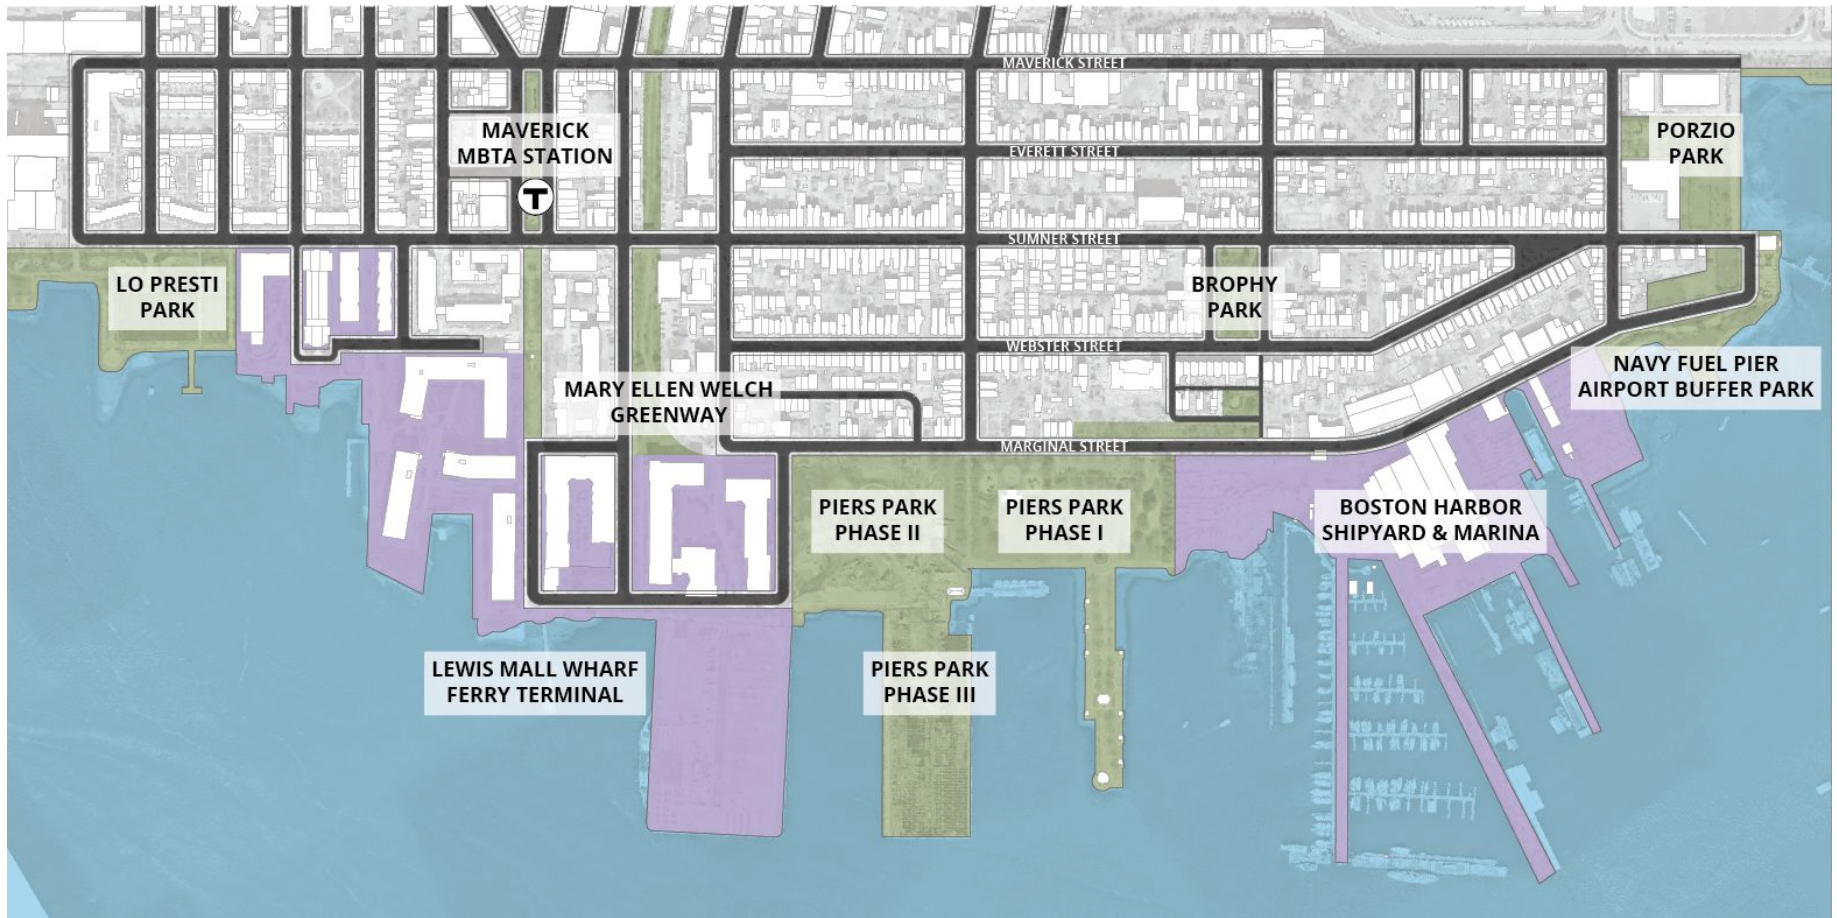 MAVERICK STREET
MAVERICK
MBTA STATION
T
PORZIO
PARK
EVERETT STREET
SUMNER STREET
LO PRESTI
PARK
BROPHY
PARK
WEBSTER STREET
NAVY FUEL PIER
AIRPORT BUFFER PARK
MARY ELLEN WELCH
GREENWAY
MARGINAL STREET
PIERS PARK
PHASE II
PIERS PARK
PHASE I
BOSTON HARBOR
SHIPYARD & MARINA
LEWIS MALL WHARF
FERRY TERMINAL
PIERS PARK
PHASE III